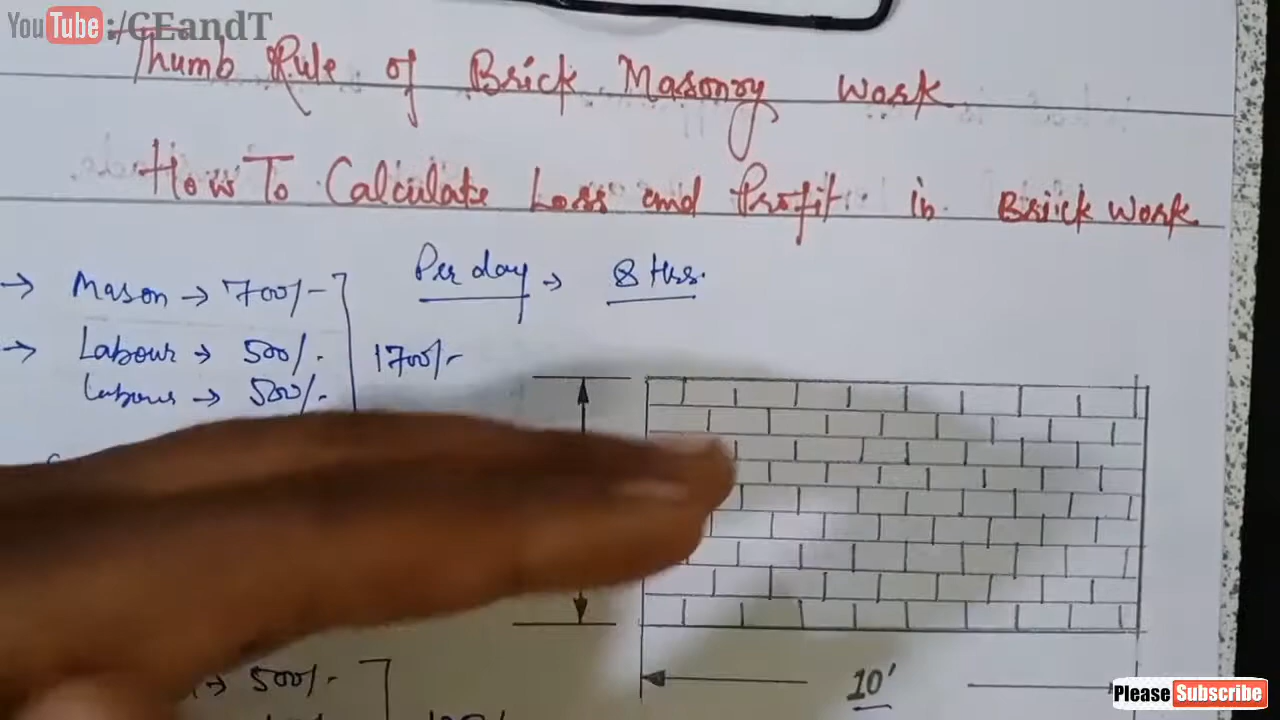 YouTube:/CEandT
Thumb Rule of Brick Masonry Work
How To Calculate Loss and Profit in Brick Work
→ Mason → 700/- Per day → 8 Hrs.
→ Labour → 500/- 1700/-
Labour → 500/-
→ 500/-
10'
Please Subscribe